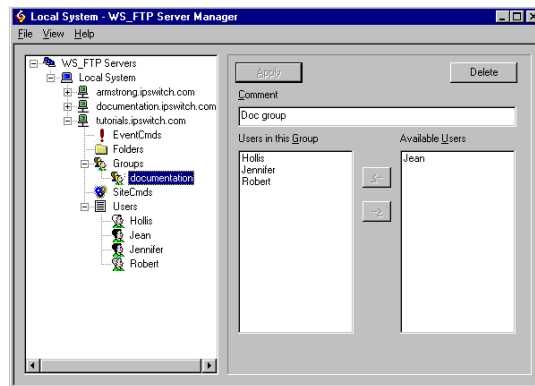 Local System - WS_FTP Server Manager
File View Help
WS_FTP Servers
Local System
armstrong.ipswitch.com
documentation.ipswitch.com
tutorials.ipswitch.com
EventCmds
Folders
Groups
documentation
SiteCmds
Users
Hollis
Jean
Jennifer
Robert
Apply
Delete
Comment
Doc group
Users in this Group
Hollis
Jennifer
Robert
<-
->
Available Users
Jean